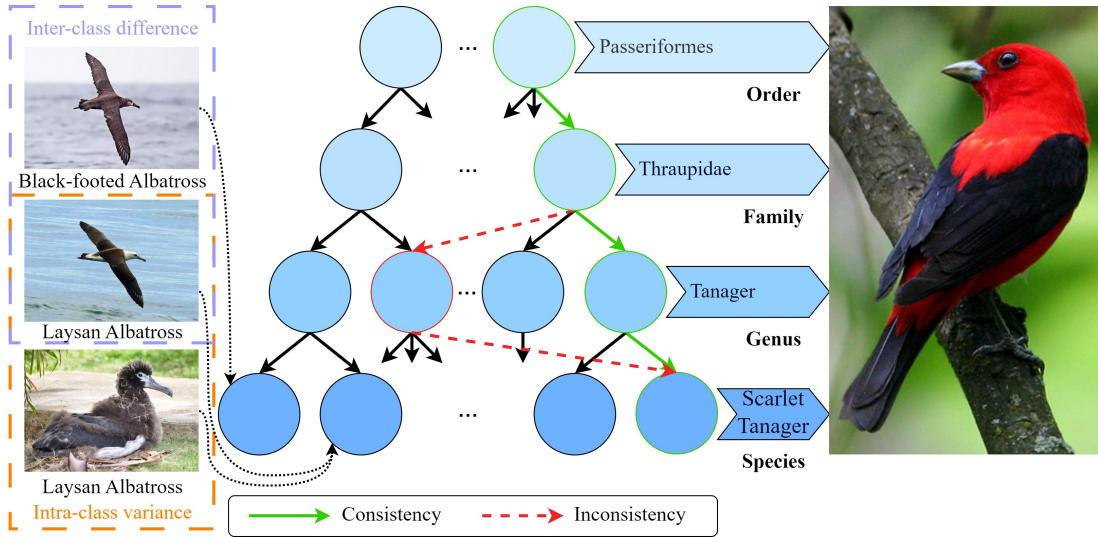 Inter-class difference
Black-footed Albatross
Laysan Albatross
Laysan Albatross
Intra-class variance
...
Passeriformes
Order
...
Thraupidae
Family
...
Tanager
Genus
...
Scarlet
Tanager
Species
Consistency
Inconsistency